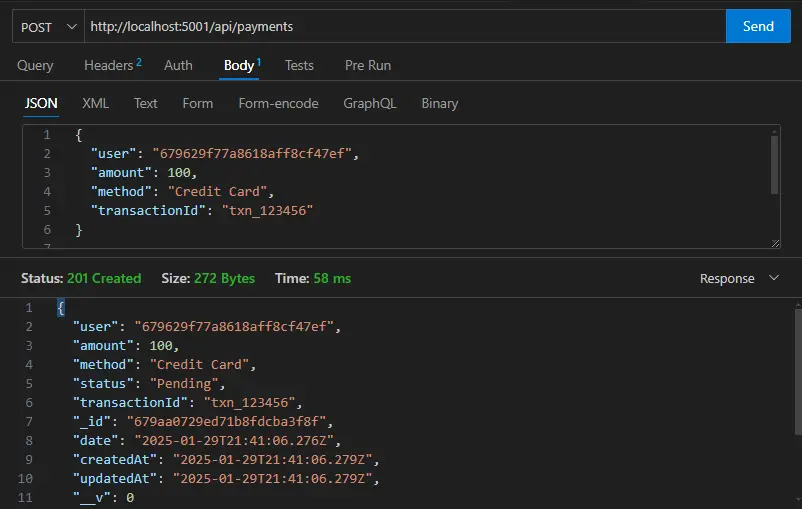 POST http://localhost:5001/api/payments Send
Query Headers 2 Auth Body 1 Tests Pre Run
JSON XML Text Form Form-encode GraphQL Binary
1 {
2 "user": "679629f77a8618aff8cf47ef",
3 "amount": 100,
4 "method": "Credit Card",
5 "transactionId": "txn_123456"
6 }
7
Status: 201 Created Size: 272 Bytes Time: 58 ms Response
1 {
2 "user": "679629f77a8618aff8cf47ef",
3 "amount": 100,
4 "method": "Credit Card",
5 "status": "Pending",
6 "transactionId": "txn_123456",
7 "_id": "679aa0729ed71b8fdcba3f8f",
8 "date": "2025-01-29T21:41:06.276Z",
9 "createdAt": "2025-01-29T21:41:06.279Z",
10 "updatedAt": "2025-01-29T21:41:06.279Z",
11 "__v": 0